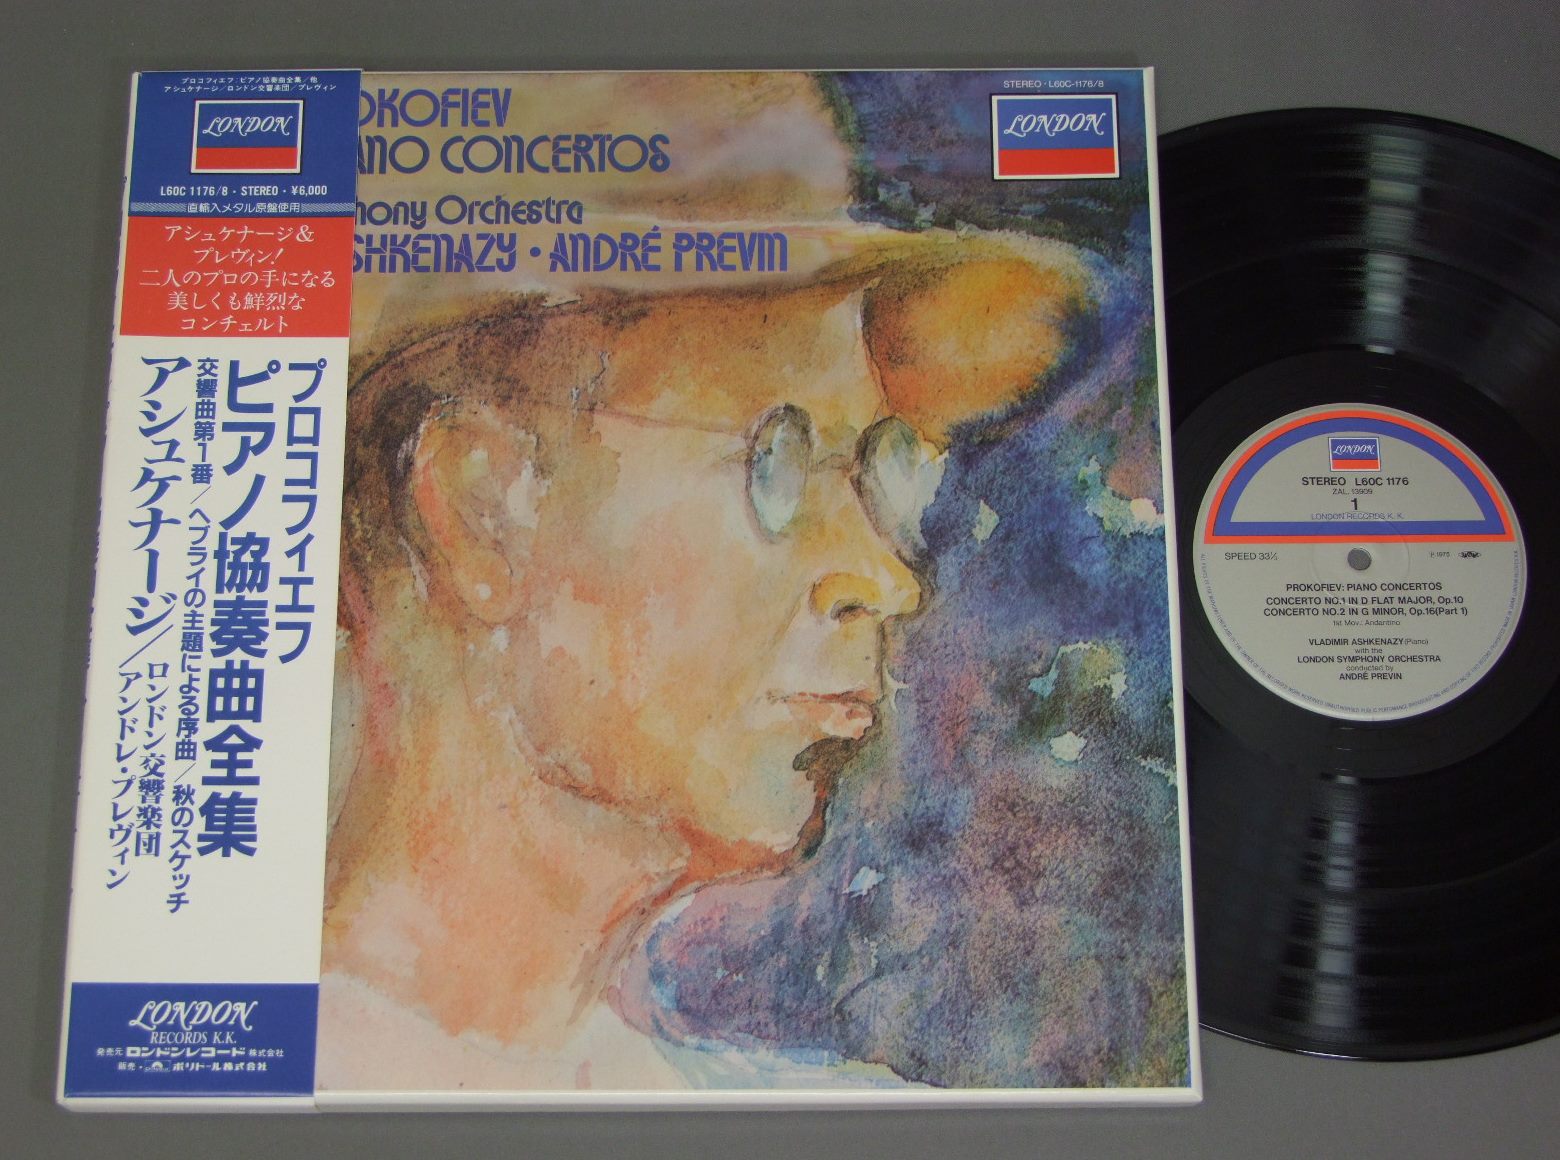 プロコフィエフ:ピアノ協奏曲全集/他
アシュケナージ/ロンドン交響楽団/プレヴィン
LONDON
L60C 1176/8・STEREO・¥6,000
直輸入メタル原盤使用
アシュケナージ&
プレヴィン!
二人のプロの手になる
美しくも鮮烈な
コンチェルト
プロコフィエフ
ピアノ協奏曲全集
交響曲第1番/ヘブライの主題による序曲/秋のスケッチ
アシュケナージ/ロンドン交響楽団/アンドレ・プレヴィン
LONDON
RECORDS K.K.
発売元 ロンドンレコード 株式会社
販売・ポリドール株式会社
STEREO・L60C-1176/8
LONDON
OKOFIEV
ANO CONCERTOS
mony Orchestra
SHKENAZY・ANDRÉ PREVIN
LONDON
STEREO L60C 1176
ZAL. 13909
1
LONDON RECORDS K. K.
SPEED 33⅓
℗ 1975
PROKOFIEV: PIANO CONCERTOS
CONCERTO NO.1 IN D FLAT MAJOR, Op.10
CONCERTO NO.2 IN G MINOR, Op.16(Part 1)
1st Mov.: Andantino
VLADIMIR ASHKENAZY(Piano)
with the
LONDON SYMPHONY ORCHESTRA
conducted by
ANDRÉ PREVIN